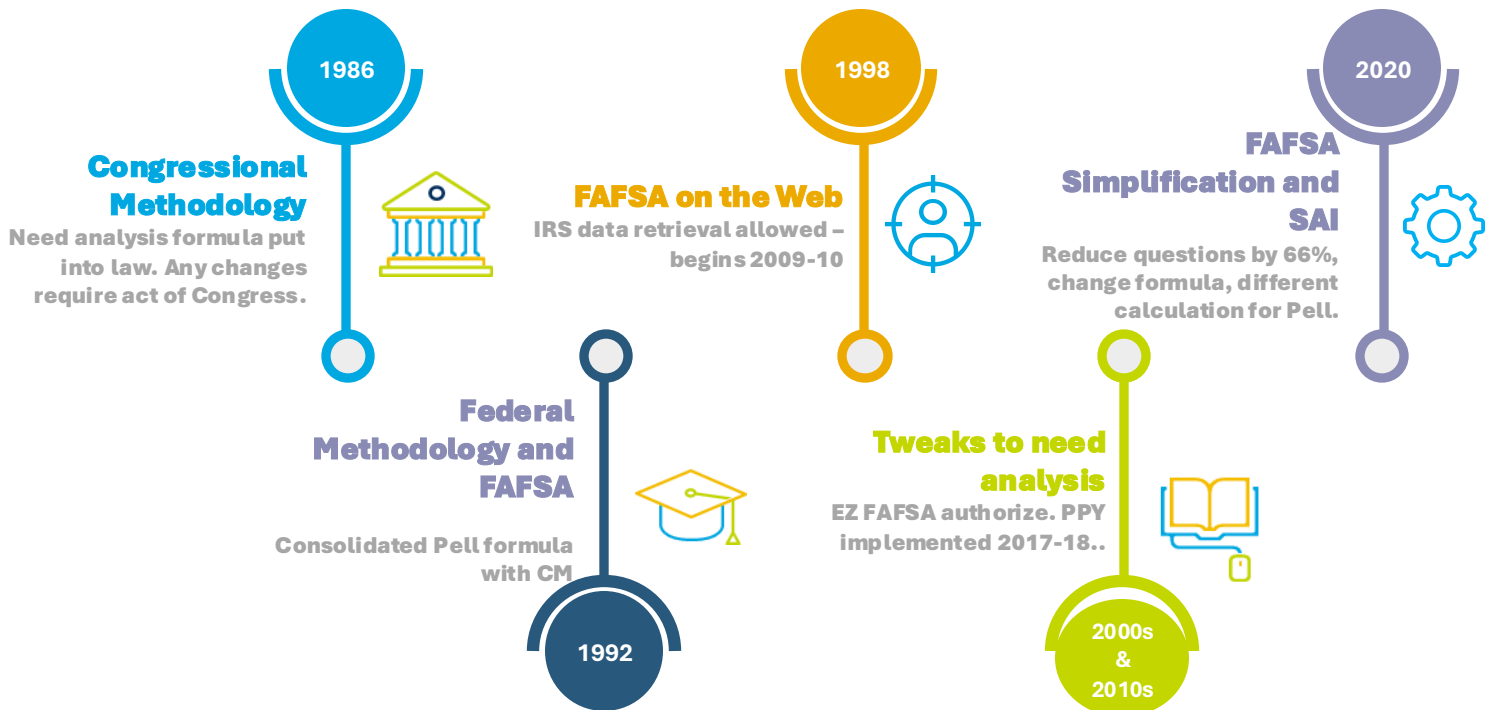 1986
Congressional
Methodology
Need analysis formula put
into law. Any changes
require act of Congress.
Federal
Methodology and
FAFSA
Consolidated Pell formula
with CM
1992
1998
FAFSA on the Web
IRS data retrieval allowed –
begins 2009-10
Tweaks to need
analysis
EZ FAFSA authorize. PPY
implemented 2017-18..
2000s
&
2010s
2020
FAFSA
Simplification and
SAI
Reduce questions by 66%,
change formula, different
calculation for Pell.